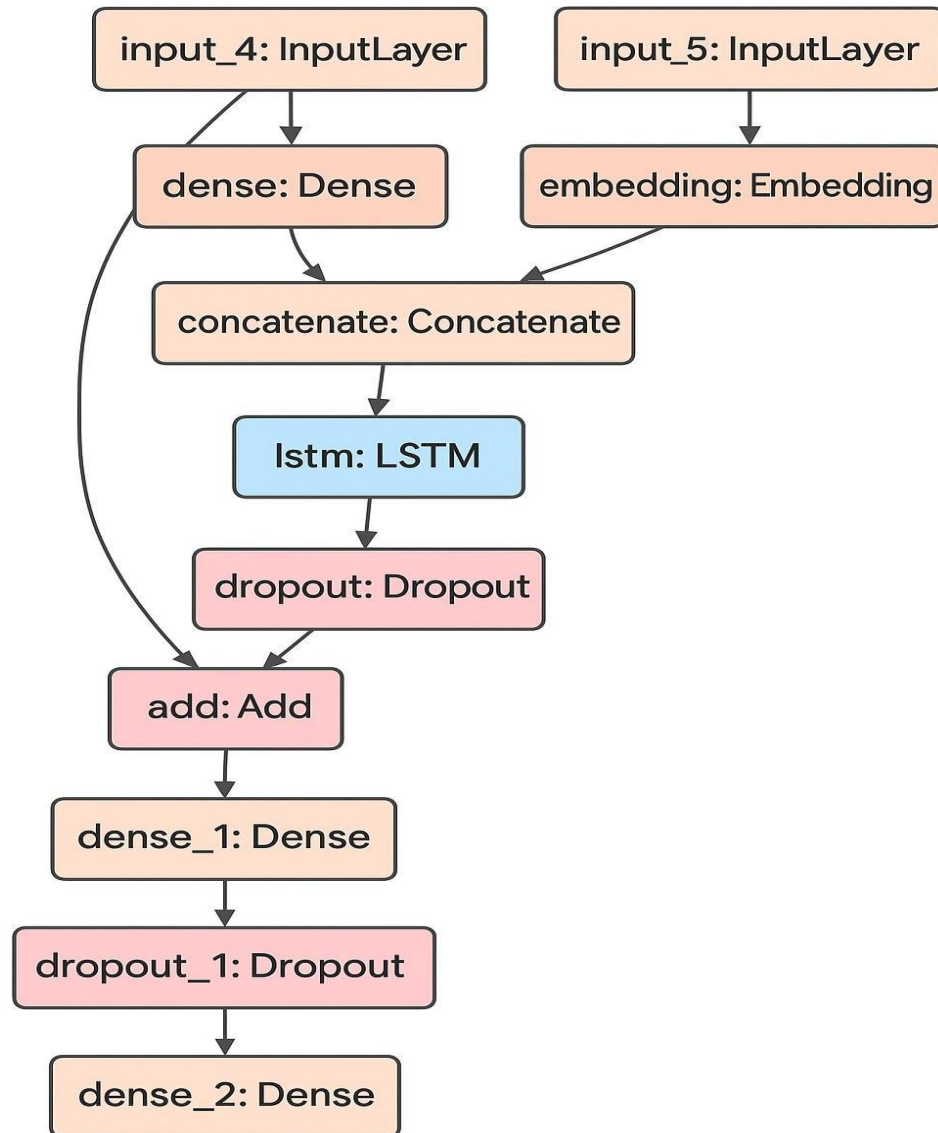 input_4: InputLayer
input_5: InputLayer
dense: Dense
embedding: Embedding
concatenate: Concatenate
lstm: LSTM
dropout: Dropout
add: Add
dense_1: Dense
dropout_1: Dropout
dense_2: Dense